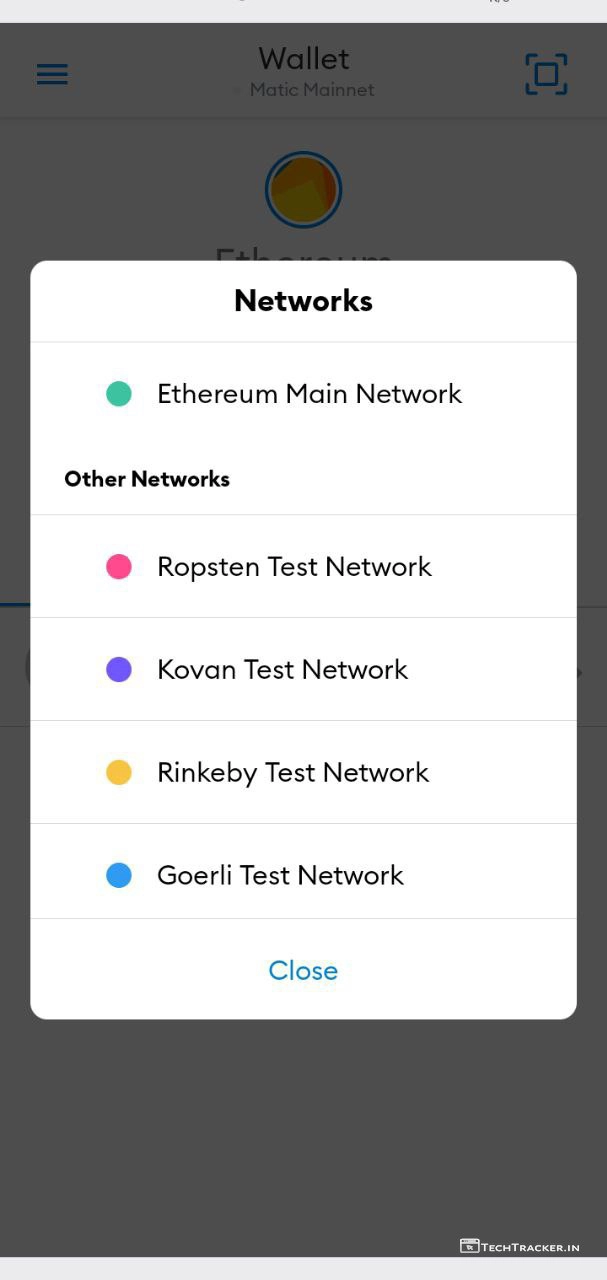 Wallet
Matic Mainnet
Ethereum
Networks
Ethereum Main Network
Other Networks
Ropsten Test Network
Kovan Test Network
Rinkeby Test Network
Goerli Test Network
Close
TECHTRACKER.IN